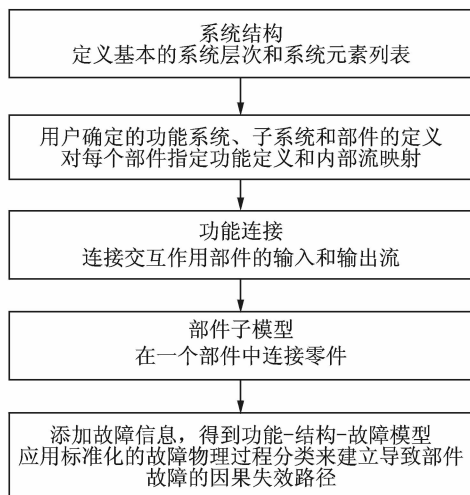 系统结构
定义基本的系统层次和系统元素列表
用户确定的功能系统、子系统和部件的定义
对每个部件指定功能定义和内部流映射
功能连接
连接交互作用部件的输入和输出流
部件子模型
在一个部件中连接零件
添加故障信息，得到功能-结构-故障模型
应用标准化的故障物理过程分类来建立导致部件
故障的因果失效路径